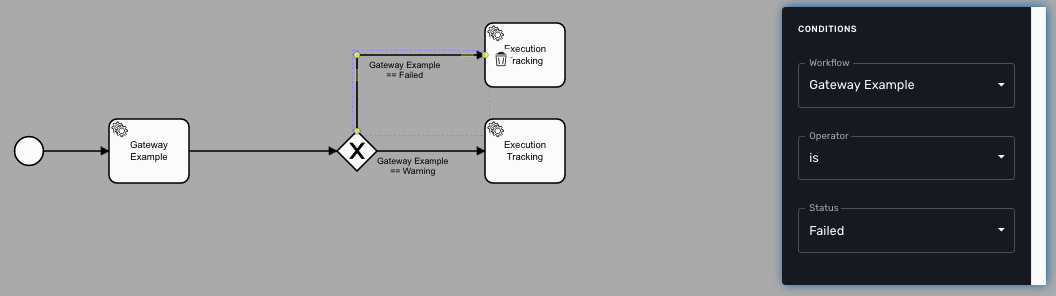 Execution
Tracking
Gateway Example
== Failed
Gateway
Example
X
Execution
Tracking
Gateway Example
== Warning
CONDITIONS
Workflow
Gateway Example
Operator
is
Status
Failed